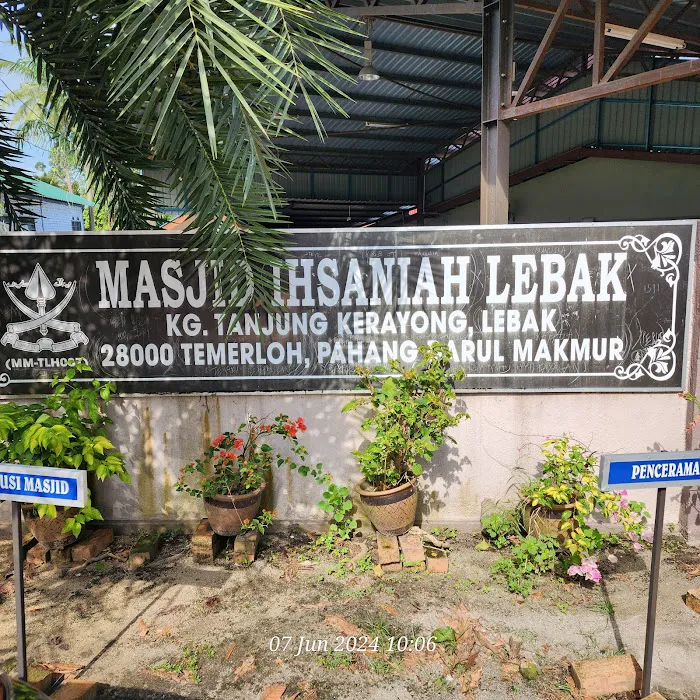 MASJID IHSANIAH LEBAK
KG. TANJUNG KERAYONG, LEBAK
28000 TEMERLOH, PAHANG DARUL MAKMUR
USI MASJID
PENCERAMA
07 Jun 2024 10:06